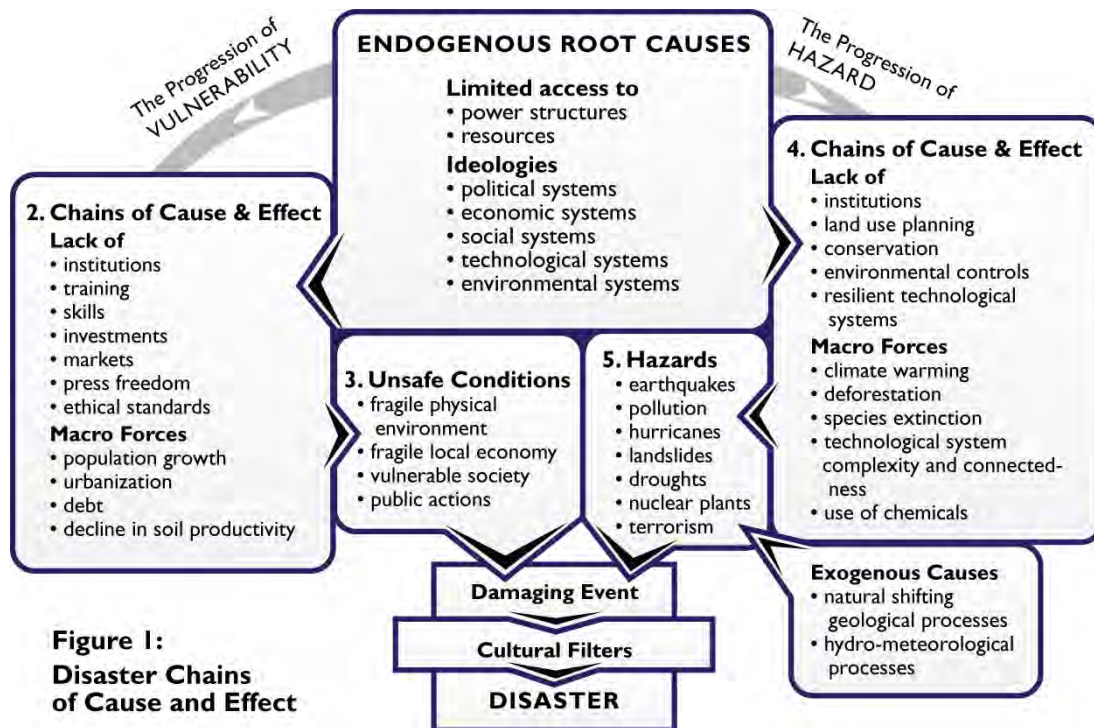 The Progression of
VULNERABILITY
ENDOGENOUS ROOT CAUSES
Limited access to
• power structures
• resources
Ideologies
• political systems
• economic systems
• social systems
• technological systems
• environmental systems
The Progression of
HAZARD
2. Chains of Cause & Effect
Lack of
• institutions
• training
• skills
• investments
• markets
• press freedom
• ethical standards
Macro Forces
• population growth
• urbanization
• debt
• decline in soil productivity
3. Unsafe Conditions
• fragile physical
environment
• fragile local economy
• vulnerable society
• public actions
5. Hazards
• earthquakes
• pollution
• hurricanes
• landslides
• droughts
• nuclear plants
• terrorism
4. Chains of Cause & Effect
Lack of
• institutions
• land use planning
• conservation
• environmental controls
• resilient technological
systems
Macro Forces
• climate warming
• deforestation
• species extinction
• technological system
complexity and connected-
ness
• use of chemicals
Exogenous Causes
• natural shifting
geological processes
• hydro-meteorological
processes
Damaging Event
Cultural Filters
DISASTER
Figure 1:
Disaster Chains
of Cause and Effect